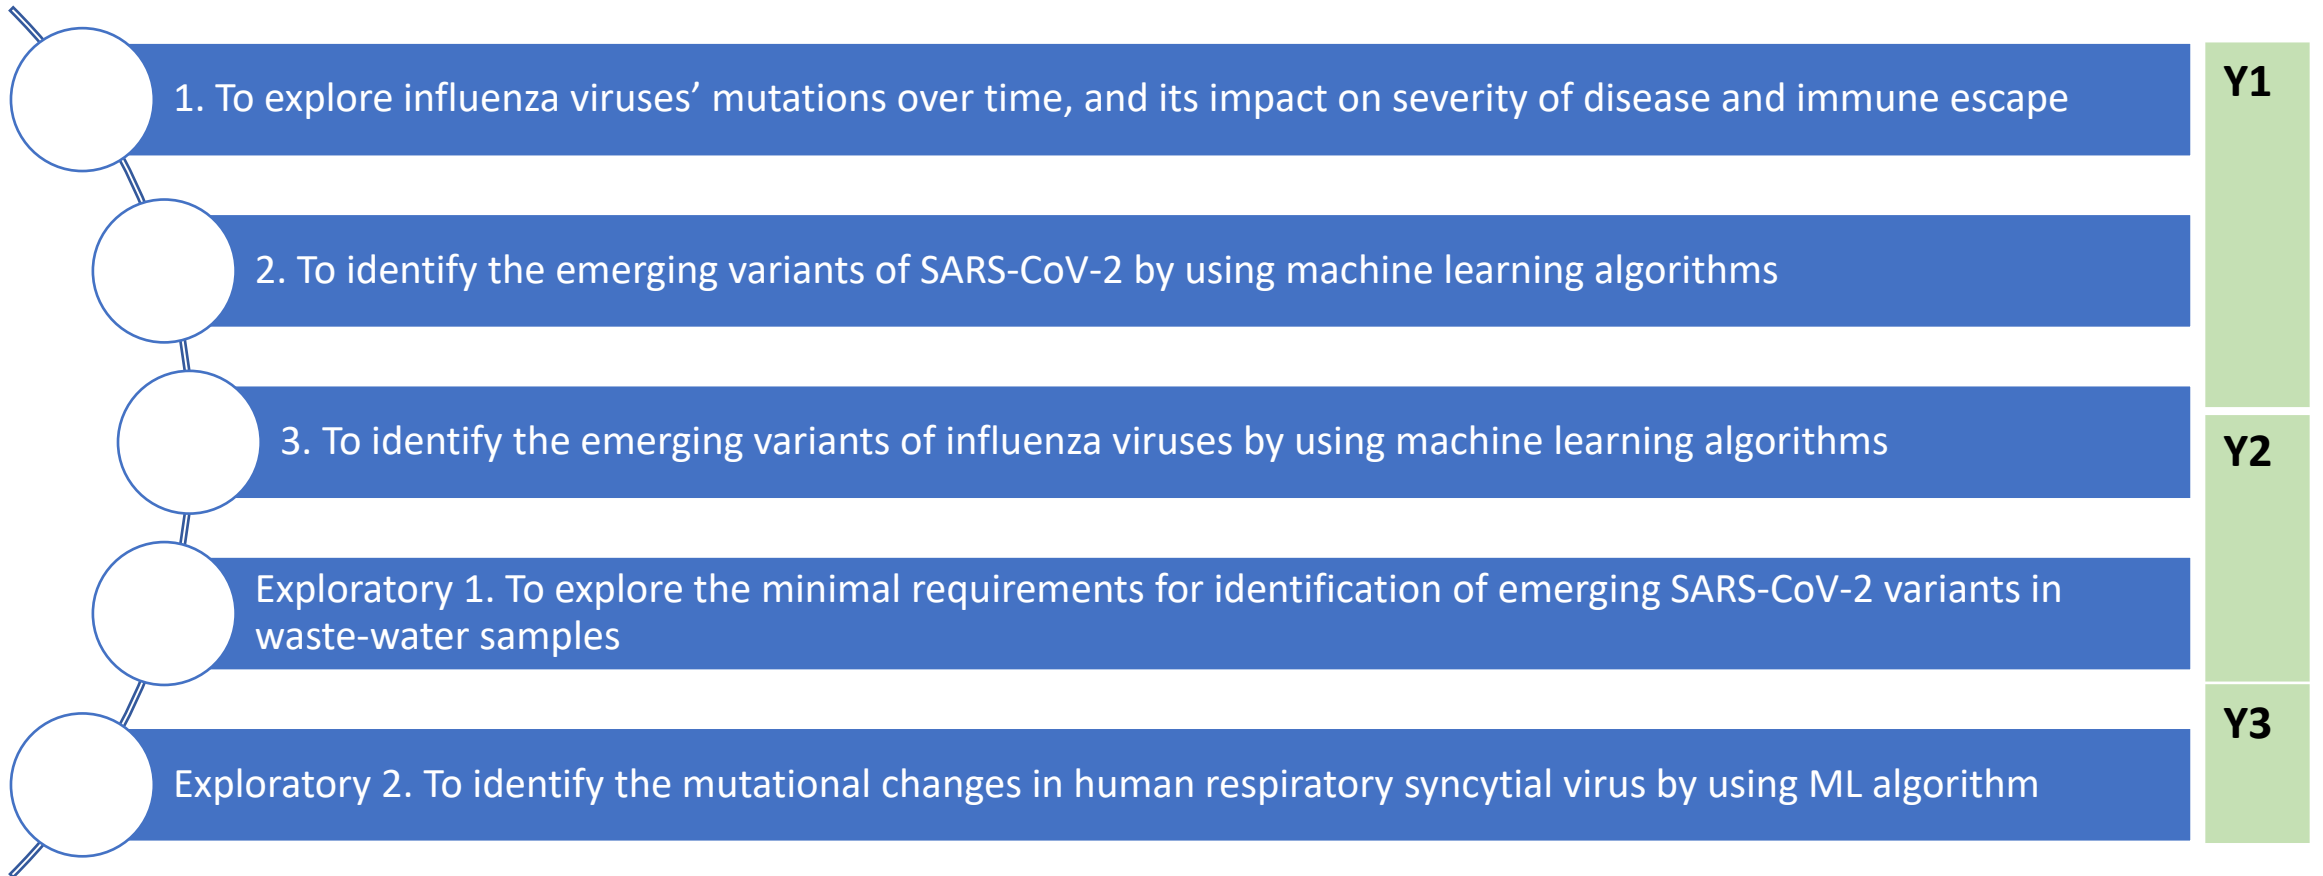 1. To explore influenza viruses’ mutations over time, and its impact on severity of disease and immune escape
Y1
2. To identify the emerging variants of SARS-CoV-2 by using machine learning algorithms
3. To identify the emerging variants of influenza viruses by using machine learning algorithms
Y2
Exploratory 1. To explore the minimal requirements for identification of emerging SARS-CoV-2 variants in
waste-water samples
Y3
Exploratory 2. To identify the mutational changes in human respiratory syncytial virus by using ML algorithm